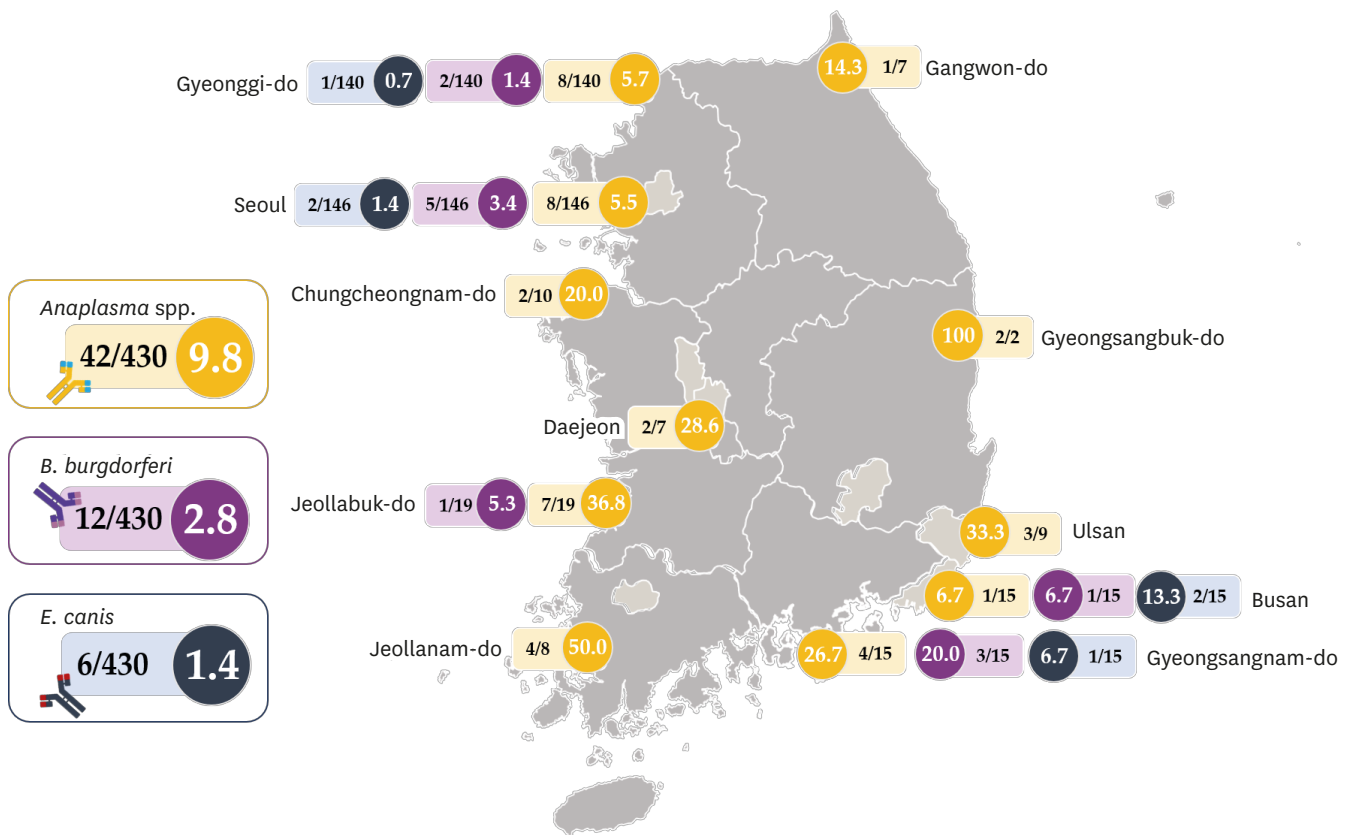 Gyeonggi-do 1/140 0.7 2/140 1.4 8/140 5.7
14.3 1/7 Gangwon-do
Seoul 2/146 1.4 5/146 3.4 8/146 5.5
Chungcheongnam-do 2/10 20.0
100 2/2 Gyeongsangbuk-do
Daejeon 2/7 28.6
Jeollabuk-do 1/19 5.3 7/19 36.8
33.3 3/9 Ulsan
6.7 1/15 6.7 1/15 13.3 2/15 Busan
Jeollanam-do 4/8 50.0
26.7 4/15 20.0 3/15 6.7 1/15 Gyeongsangnam-do
Anaplasma spp.
42/430 9.8
B. burgdorferi
12/430 2.8
E. canis
6/430 1.4